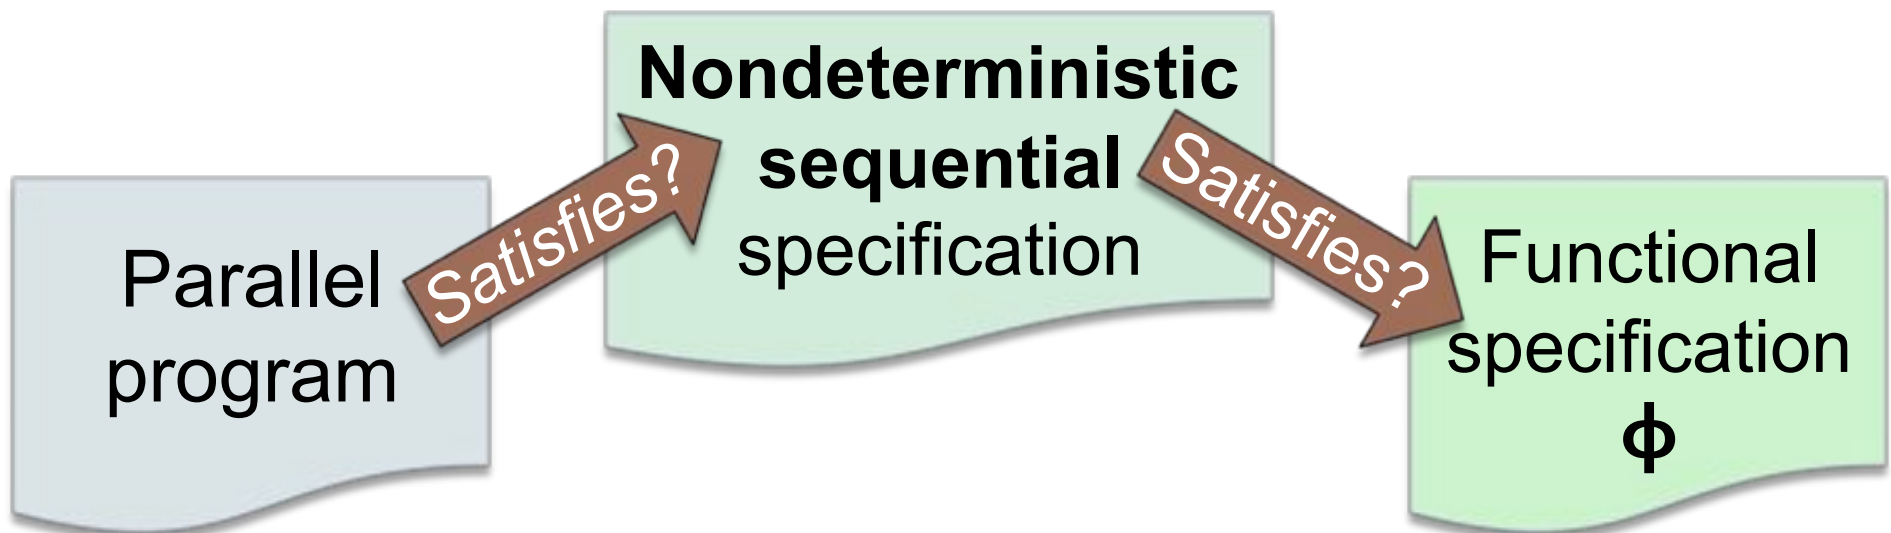 Parallel
program
Satisfies?
Nondeterministic
sequential
specification
Satisfies?
Functional
specification
ϕ